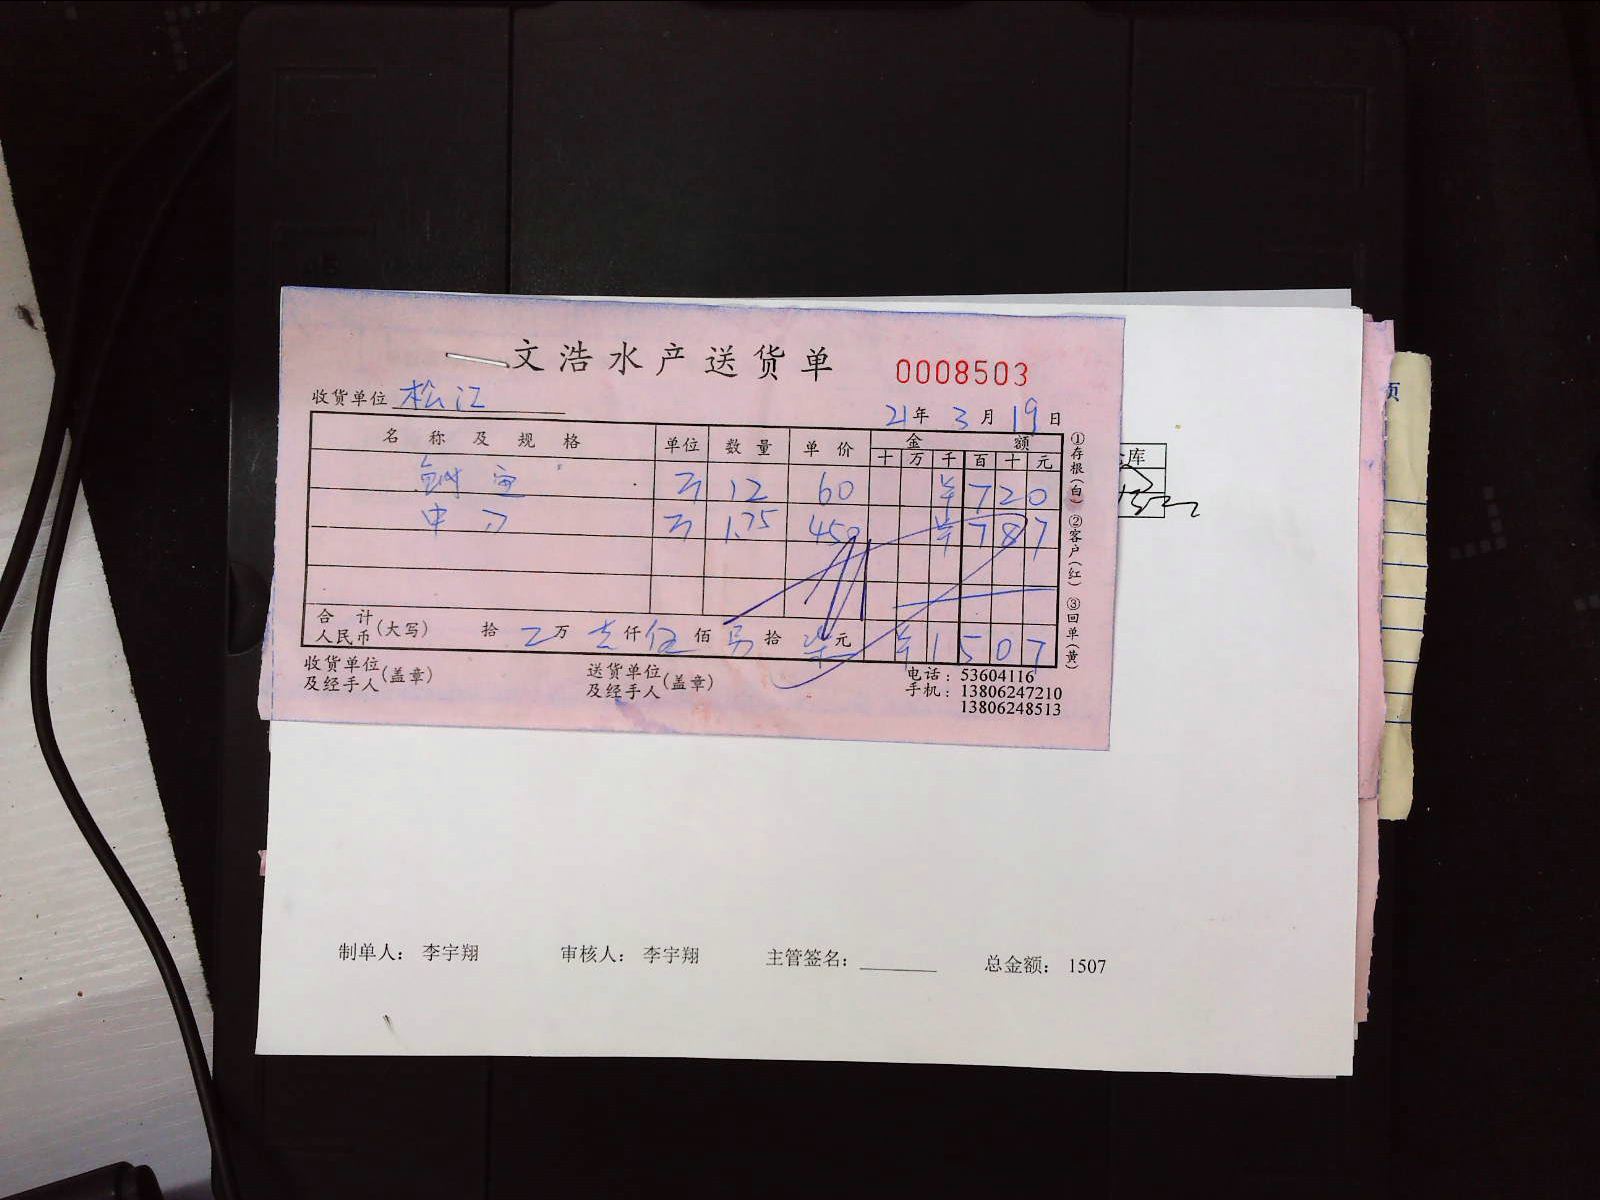 文浩水产送货单
0008503
收货单位 松江
21年 3月 19日
名称及规格 单位 数量 单价 金额
十 万 千 百 十 元
12 60 ¥ 7 2 0
1.75 450 ¥ 7 8 7
合计
人民币(大写) 拾 万 仟 伍 佰 拾 元 ¥ 1 5 0 7
收货单位
及经手人(盖章)
送货单位
及经手人(盖章)
电话:53604116
手机:13806247210
13806248513
①存根(白) ②客户(红) ③回单(黄)
库
页
制单人: 李宇翔 审核人: 李宇翔 主管签名: 总金额: 1507